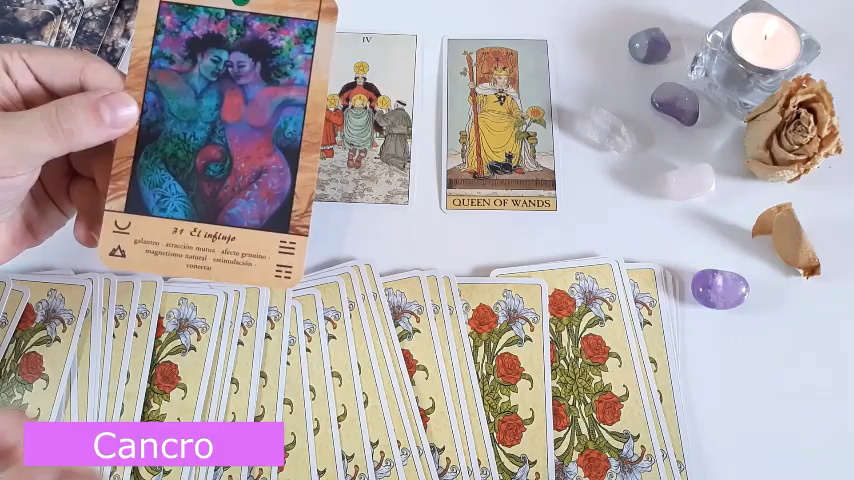 IV
QUEEN OF WANDS
31 El influjo
galanteo · atracción mutua · afecto genuino ·
magnetismo natural · estimulación ·
conectar
Cancro